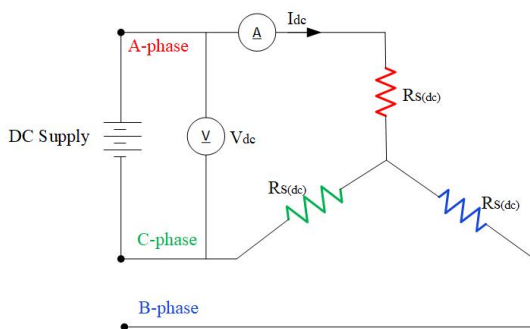 A
Idc
A-phase
Rs(dc)
DC Supply
V
Vdc
Rs(dc)
Rs(dc)
C-phase
B-phase